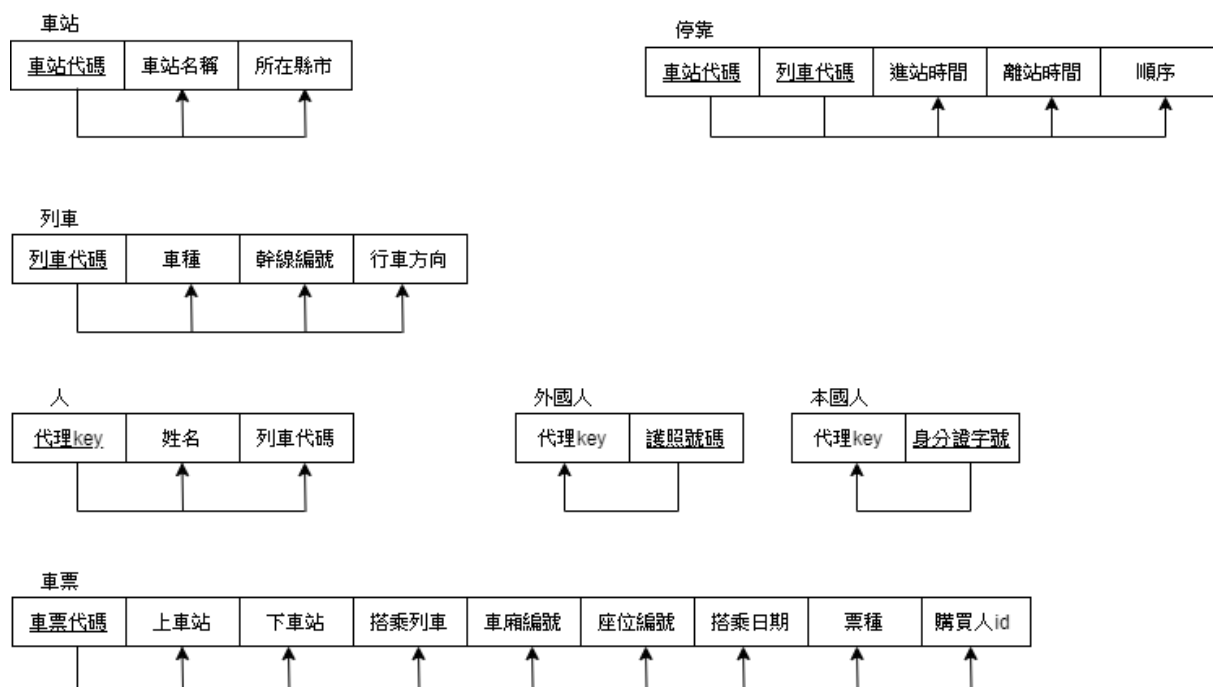 車站
車站代碼 車站名稱 所在縣市
停靠
車站代碼 列車代碼 進站時間 離站時間 順序
列車
列車代碼 車種 幹線編號 行車方向
人
代理key 姓名 列車代碼
外國人
代理key 護照號碼
本國人
代理key 身分證字號
車票
車票代碼 上車站 下車站 搭乘列車 車廂編號 座位編號 搭乘日期 票種 購買人id